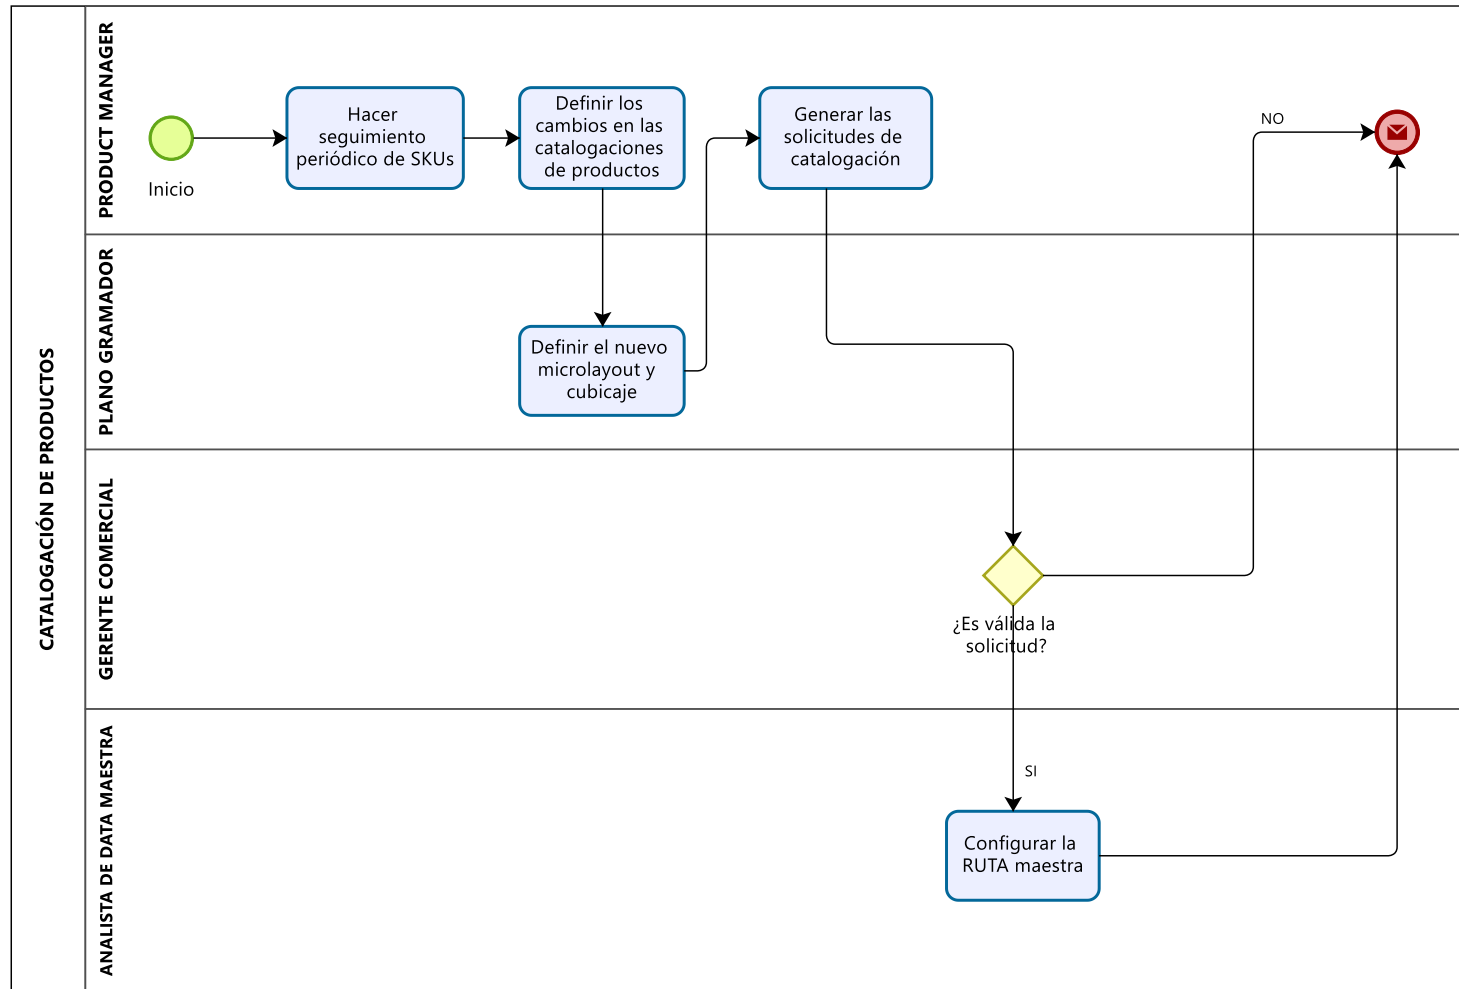 CATALOGACIÓN DE PRODUCTOS
PRODUCT MANAGER
Inicio
Hacer
seguimiento
periódico de SKUs
Definir los
cambios en las
catalogaciones
de productos
Generar las
solicitudes de
catalogación
NO
PLANO GRAMADOR
Definir el nuevo
microlayout y
cubicaje
GERENTE COMERCIAL
¿Es válida la
solicitud?
ANALISTA DE DATA MAESTRA
SI
Configurar la
RUTA maestra